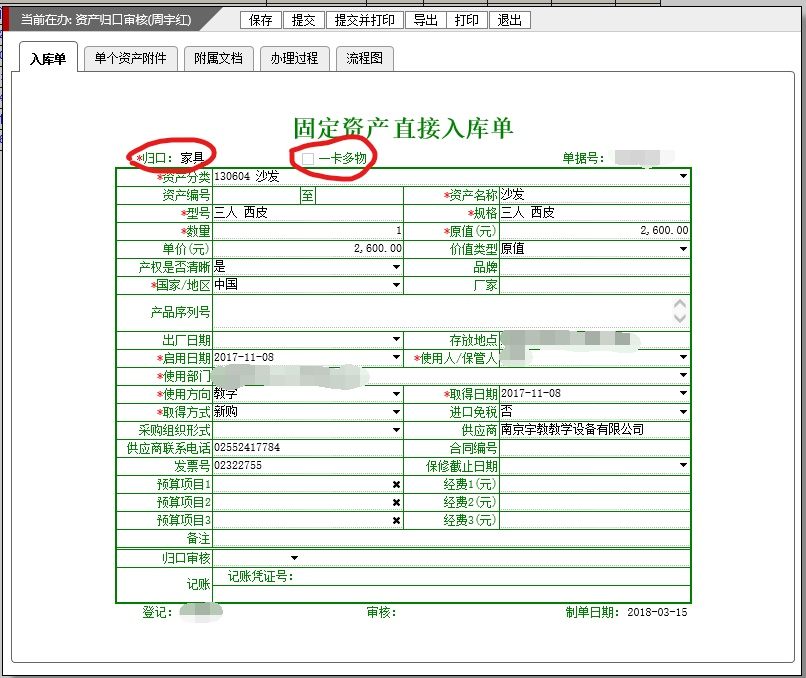 当前在办: 资产归口审核(周宇红) 保存 提交 提交并打印 导出 打印 退出
入库单 单个资产附件 附属文档 办理过程 流程图
固定资产直接入库单
*归口: 家具 一卡多物 单据号:
*资产分类 130604 沙发
资产编号 至 *资产名称 沙发
*型号 三人 西皮 *规格 三人 西皮
*数量 1 *原值(元) 2,600.00
单价(元) 2,600.00 价值类型 原值
产权是否清晰 是 品牌
*国家/地区 中国 厂家
产品序列号
出厂日期 存放地点
*启用日期 2017-11-08 *使用人/保管人
*使用部门
*使用方向 教学 *取得日期 2017-11-08
*取得方式 新购 进口免税 否
采购组织形式 供应商 南京宇教教学设备有限公司
供应商联系电话 02552417784 合同编号
发票号 02322755 保修截止日期
预算项目1 经费1(元)
预算项目2 经费2(元)
预算项目3 经费3(元)
备注
归口审核
记账 记账凭证号:
登记: 审核: 制单日期: 2018-03-15